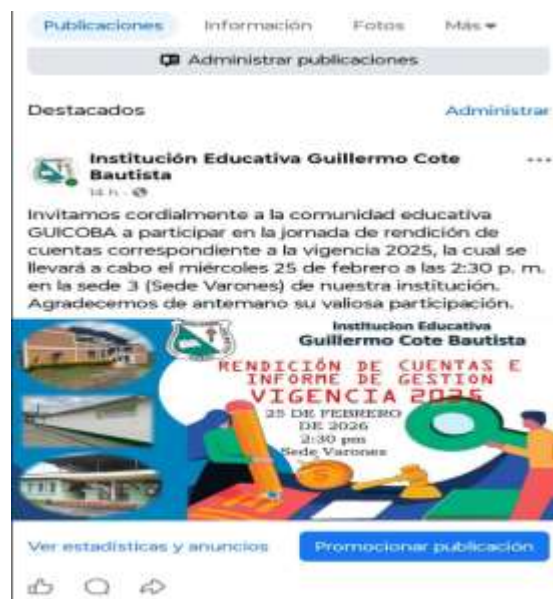 Publicaciones Información Fotos Más
Administrar publicaciones
Destacados Administrar
Institución Educativa Guillermo Cote
Bautista
14 h
Invitamos cordialmente a la comunidad educativa
GUICOBA a participar en la jornada de rendición de
cuentas correspondiente a la vigencia 2025, la cual se
llevará a cabo el miércoles 25 de febrero a las 2:30 p. m.
en la sede 3 (Sede Varones) de nuestra institución.
Agradecemos de antemano su valiosa participación.
Institucion Educativa
Guillermo Cote Bautista
RENDICIÓN DE CUENTAS E
INFORME DE GESTION
VIGENCIA 2025
25 DE FEBRERO
DE 2026
2:30 pm
Sede Varones
Ver estadísticas y anuncios Promocionar publicación